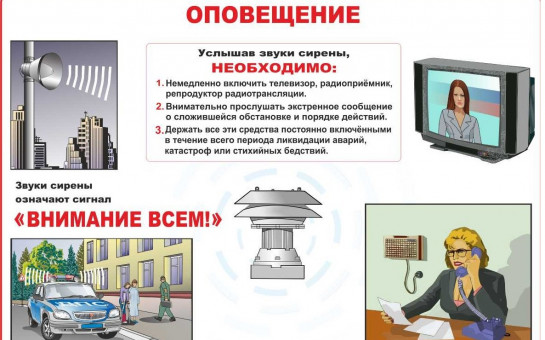 ОПОВЕЩЕНИЕ
Услышав звуки сирены,
НЕОБХОДИМО:
1. Немедленно включить телевизор, радиоприёмник,
репродуктор радиотрансляции.
2. Внимательно прослушать экстренное сообщение
о сложившейся обстановке и порядке действий.
3. Держать все эти средства постоянно включёнными
в течение всего периода ликвидации аварий,
катастроф или стихийных бедствий.
Звуки сирены
означают сигнал
«ВНИМАНИЕ ВСЕМ!»
ДПС